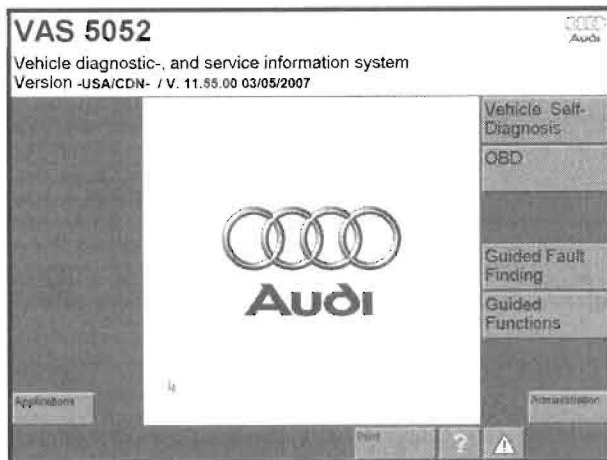 VAS 5052
Audi
Vehicle diagnostic-, and service information system
Version -USA/CDN- / V. 11.55.00 03/05/2007
Vehicle Self-
Diagnosis
OBD
Guided Fault
Finding
Guided
Functions
Audi
Applications
Administration
Print
?